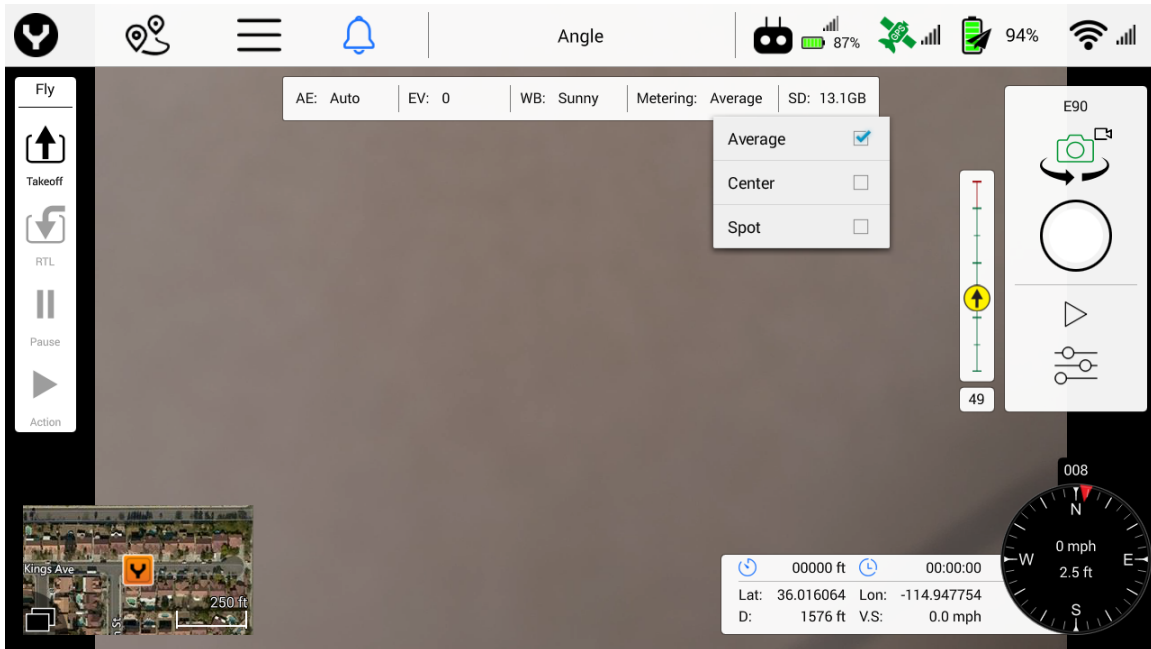 Angle
87%
GPS
94%
Fly
Takeoff
RTL
Pause
Action
AE: Auto EV: 0 WB: Sunny Metering: Average SD: 13.1GB
Average
Center
Spot
E90
49
Kings Ave
St
250 ft
00000 ft 00:00:00
Lat: 36.016064 Lon: -114.947754
D: 1576 ft V.S: 0.0 mph
008
N
W E
S
0 mph
2.5 ft